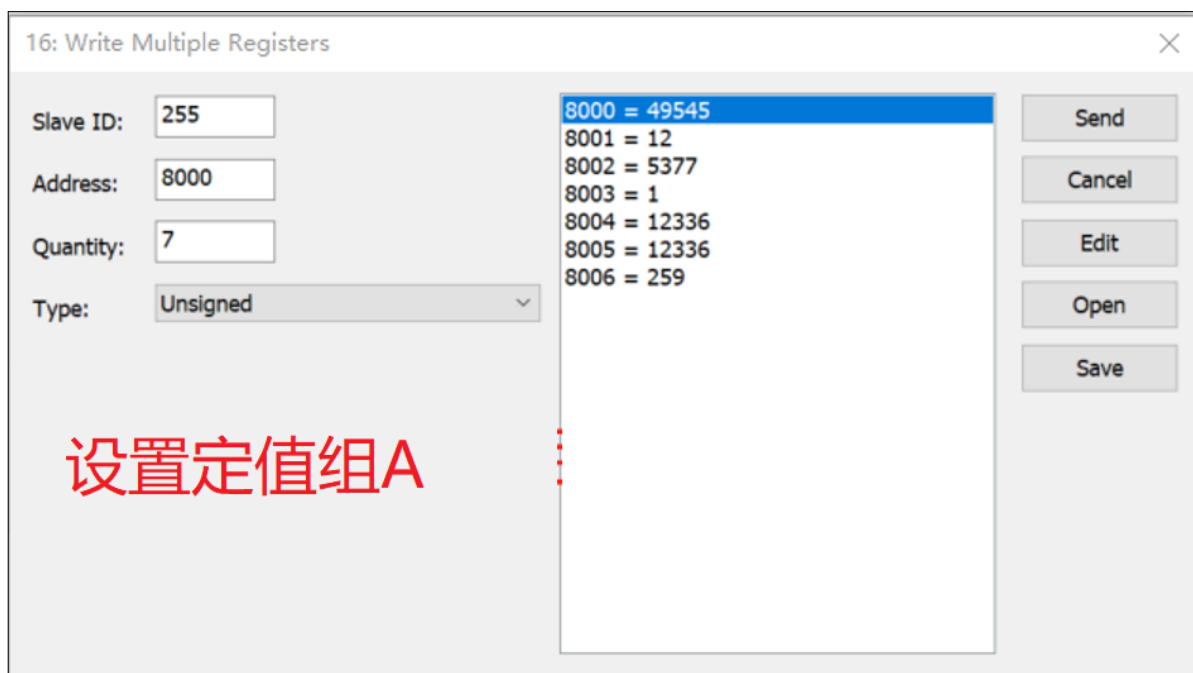 16: Write Multiple Registers
Slave ID: 255
Address: 8000
Quantity: 7
Type: Unsigned
设置定值组A
8000 = 49545
8001 = 12
8002 = 5377
8003 = 1
8004 = 12336
8005 = 12336
8006 = 259
Send
Cancel
Edit
Open
Save